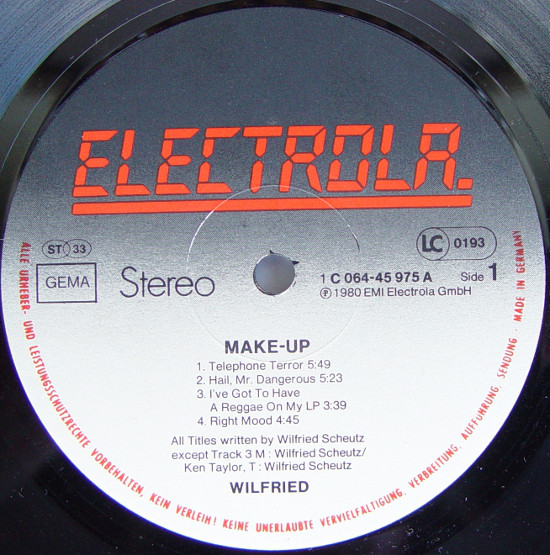 ELECTROLA.
ST 33
GEMA
Stereo
LC 0193
1 C 064-45 975 A
Side 1
Ⓟ 1980 EMI Electrola GmbH
MAKE-UP
1. Telephone Terror 5:49
2. Hail, Mr. Dangerous 5:23
3. I've Got To Have
A Reggae On My LP 3:39
4. Right Mood 4:45
All Titles written by Wilfried Scheutz
except Track 3 M : Wilfried Scheutz/
Ken Taylor, T : Wilfried Scheutz
WILFRIED
ALLE URHEBER- UND LEISTUNGSSCHUTZRECHTE VORBEHALTEN, KEIN VERLEIH! KEINE UNERLAUBTE VERVIELFÄLTIGUNG, VERBREITUNG, AUFFÜHRUNG, SENDUNG · MADE IN GERMANY